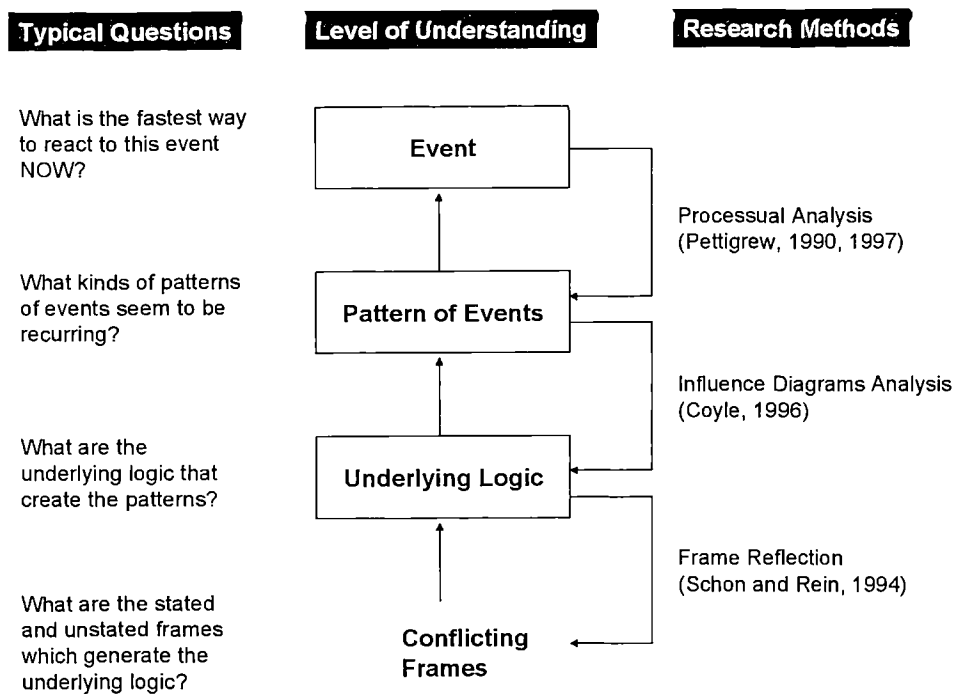 Typical Questions
Level of Understanding
Research Methods
What is the fastest way
to react to this event
NOW?
Event
Processual Analysis
(Pettigrew, 1990, 1997)
What kinds of patterns
of events seem to be
recurring?
Pattern of Events
Influence Diagrams Analysis
(Coyle, 1996)
What are the
underlying logic that
create the patterns?
Underlying Logic
Frame Reflection
(Schon and Rein, 1994)
What are the stated
and unstated frames
which generate the
underlying logic?
Conflicting
Frames